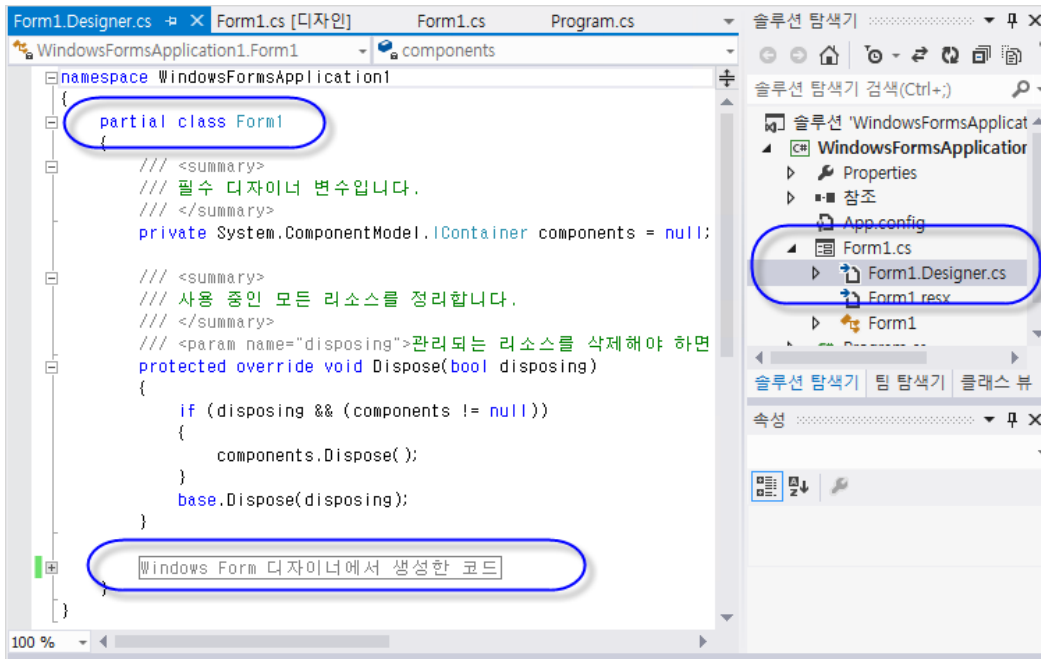 Form1.Designer.cs Form1.cs [디자인] Form1.cs Program.cs
WindowsFormsApplication1.Form1 components
namespace WindowsFormsApplication1
{
partial class Form1
{
/// <summary>
/// 필수 디자이너 변수입니다.
/// </summary>
private System.ComponentModel.IContainer components = null;
/// <summary>
/// 사용 중인 모든 리소스를 정리합니다.
/// </summary>
/// <param name="disposing">관리되는 리소스를 삭제해야 하면
protected override void Dispose(bool disposing)
{
if (disposing && (components != null))
{
components.Dispose();
}
base.Dispose(disposing);
}
Windows Form 디자이너에서 생성한 코드
}
}
100 %
솔루션 탐색기
솔루션 탐색기 검색(Ctrl+;)
솔루션 'WindowsFormsApplicat
C# WindowsFormsApplication
Properties
참조
App.config
Form1.cs
Form1.Designer.cs
Form1.resx
Form1
C# Program.cs
솔루션 탐색기 팀 탐색기 클래스 뷰
속성